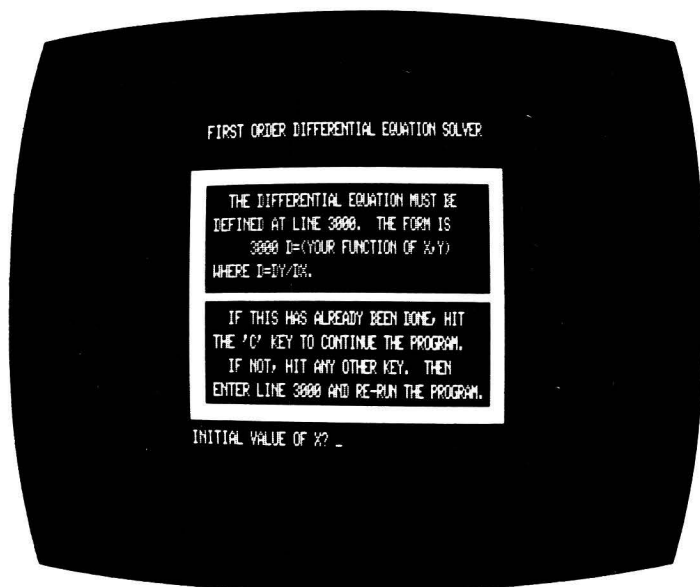 FIRST ORDER DIFFERENTIAL EQUATION SOLVER
THE DIFFERENTIAL EQUATION MUST BE
DEFINED AT LINE 3000. THE FORM IS
3000 D=(YOUR FUNCTION OF X,Y)
WHERE D=DY/DX.
IF THIS HAS ALREADY BEEN DONE, HIT
THE 'C' KEY TO CONTINUE THE PROGRAM.
IF NOT, HIT ANY OTHER KEY. THEN
ENTER LINE 3000 AND RE-RUN THE PROGRAM.
INITIAL VALUE OF X? _